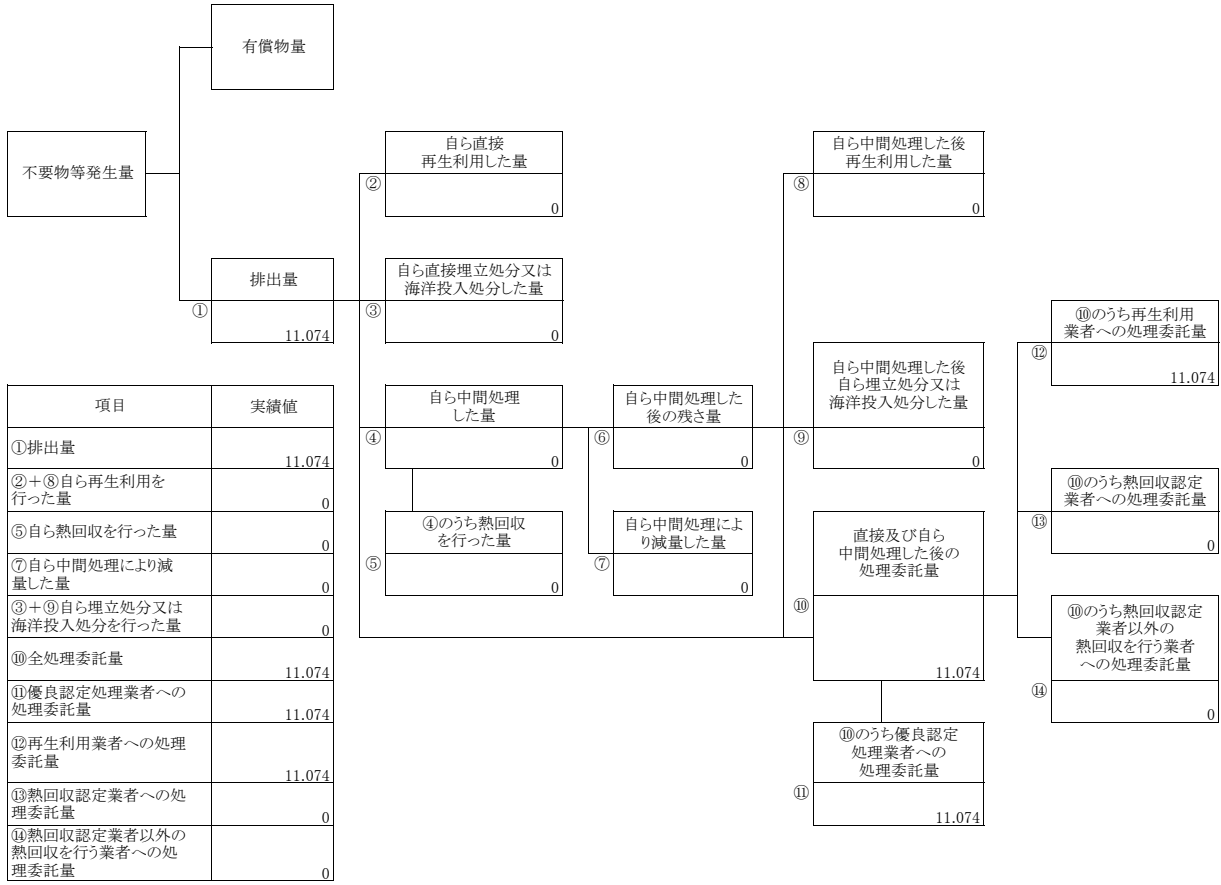 有償物量
不要物等発生量
自ら直接
再生利用した量
②
0
自ら中間処理した後
再生利用した量
⑧
0
排出量
①
11.074
自ら直接埋立処分又は
海洋投入処分した量
③
0
自ら中間処理
した量
④
0
自ら中間処理した
後の残さ量
⑥
0
自ら中間処理した後
自ら埋立処分又は
海洋投入処分した量
⑨
0
⑩のうち再生利用
業者への処理委託量
⑫
11.074
④のうち熱回収
を行った量
⑤
0
自ら中間処理によ
り減量した量
⑦
0
直接及び自ら
中間処理した後の
処理委託量
⑩
11.074
⑩のうち熱回収認定
業者への処理委託量
⑬
0
⑩のうち熱回収認定
業者以外の
熱回収を行う業者
への処理委託量
⑭
0
⑩のうち優良認定
処理業者への
処理委託量
⑪
11.074
項目 実績値
①排出量
11.074
②+⑧自ら再生利用を
行った量
0
⑤自ら熱回収を行った量
0
⑦自ら中間処理により減
量した量
0
③+⑨自ら埋立処分又は
海洋投入処分を行った量
0
⑩全処理委託量
11.074
⑪優良認定処理業者への
処理委託量
11.074
⑫再生利用業者への処理
委託量
11.074
⑬熱回収認定業者への処
理委託量
0
⑭熱回収認定業者以外の
熱回収を行う業者への処
理委託量
0